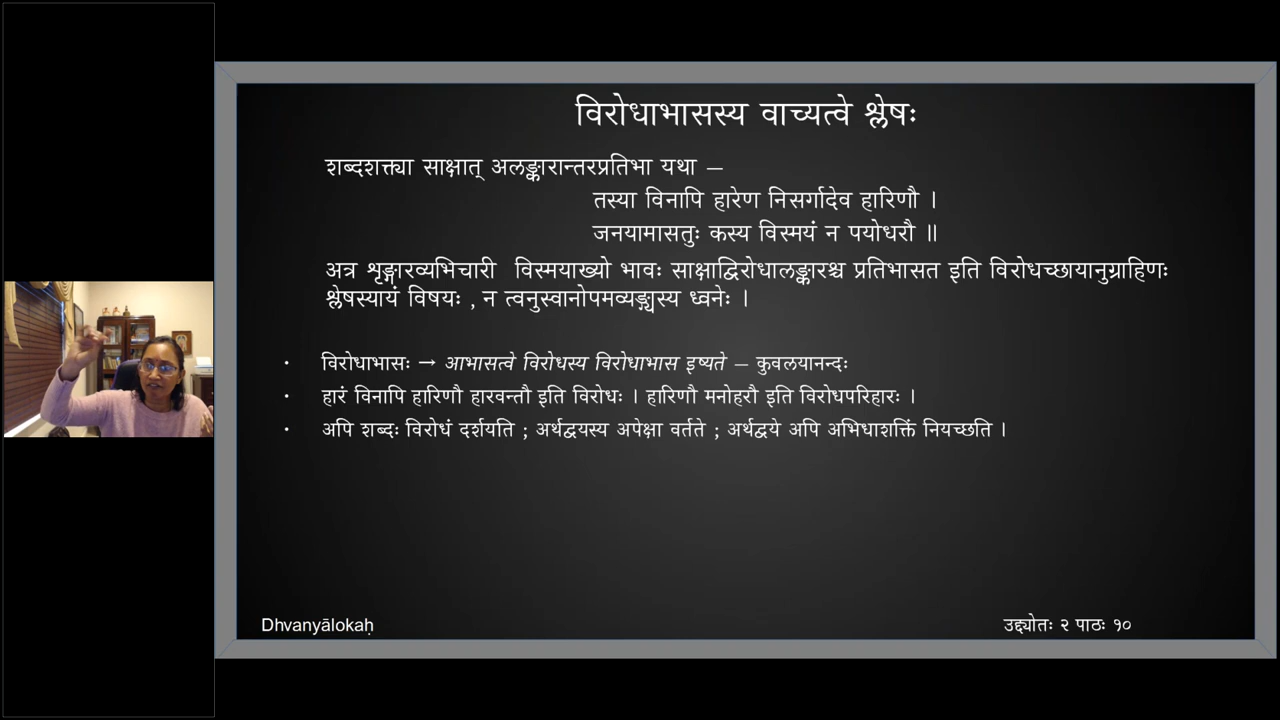 विरोधाभासस्य वाच्यत्वे श्लेषः
शब्दशक्त्या साक्षात् अलङ्कारान्तरप्रतिभा यथा –
तस्या विनापि हारेण निसर्गादेव हारिणौ ।
जनयामासतुः कस्य विस्मयं न पयोधरौ ॥
अत्र शृङ्गारव्यभिचारी विस्मयाख्यो भावः साक्षाद्विरोधालङ्कारश्च प्रतिभासत इति विरोधच्छायानुग्राहिणः
श्लेषस्यायं विषयः , न त्वनुस्वानोपमव्यङ्ग्यस्य ध्वनेः ।
• विरोधाभासः → आभासत्वे विरोधस्य विरोधाभास इष्यते – कुवलयानन्दः
• हारं विनापि हारिणौ हारवन्तौ इति विरोधः । हारिणौ मनोहरौ इति विरोधपरिहारः ।
• अपि शब्दः विरोधं दर्शयति ; अर्थद्वयस्य अपेक्षा वर्तते ; अर्थद्वये अपि अभिधाशक्तिं नियच्छति ।
Dhvanyālokaḥ
उद्द्योतः २ पाठः १०